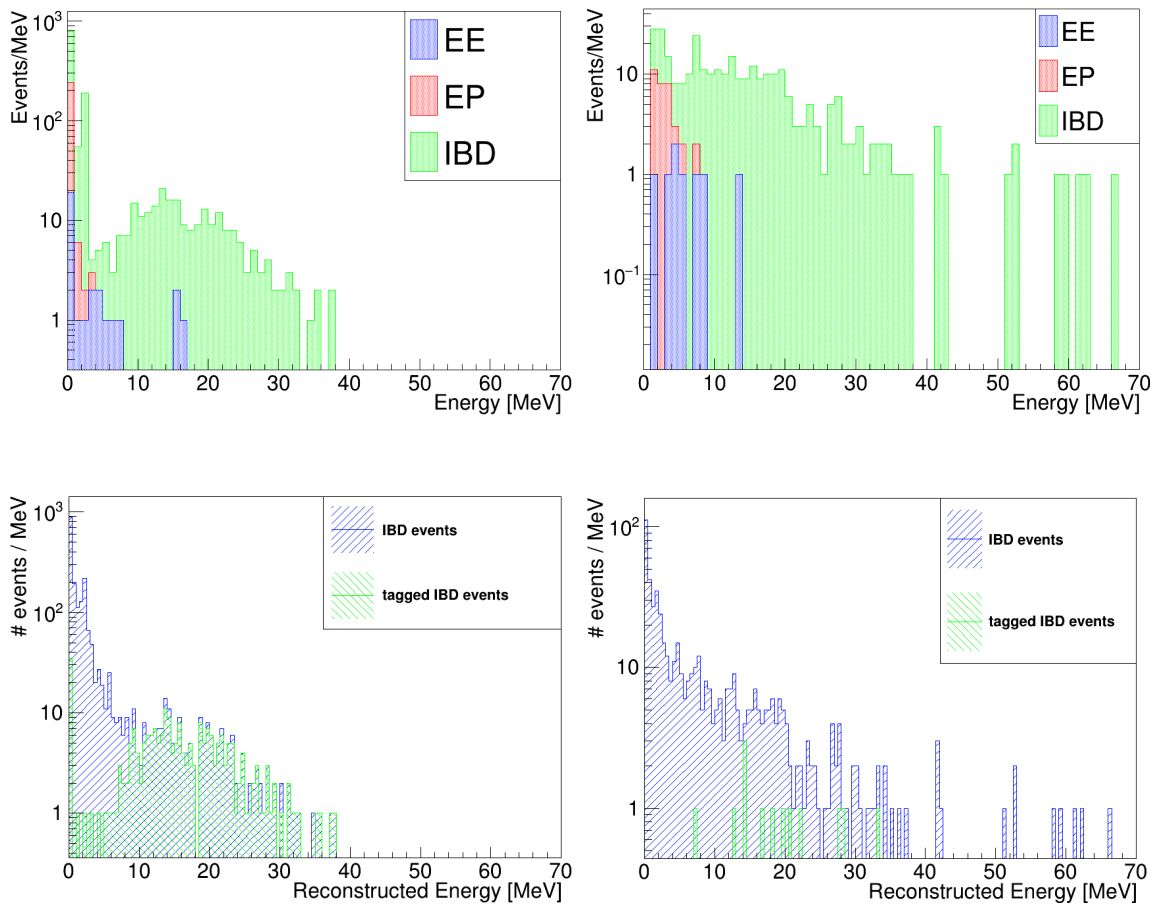 Events/MeV
10³
10²
10
1
EE
EP
IBD
0 10 20 30 40 50 60 70
Energy [MeV]
Events/MeV
10
1
10⁻¹
EE
EP
IBD
0 10 20 30 40 50 60 70
Energy [MeV]
# events / MeV
10³
10²
10
1
IBD events
tagged IBD events
0 10 20 30 40 50 60 70
Reconstructed Energy [MeV]
# events / MeV
10²
10
1
IBD events
tagged IBD events
0 10 20 30 40 50 60 70
Reconstructed Energy [MeV]